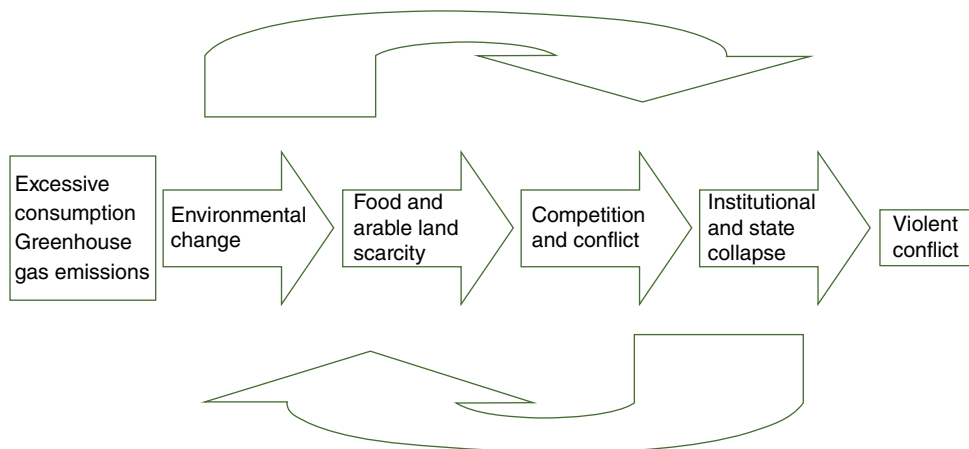 Excessive
consumption
Greenhouse
gas emissions
Environmental
change
Food and
arable land
scarcity
Competition
and conflict
Institutional
and state
collapse
Violent
conflict